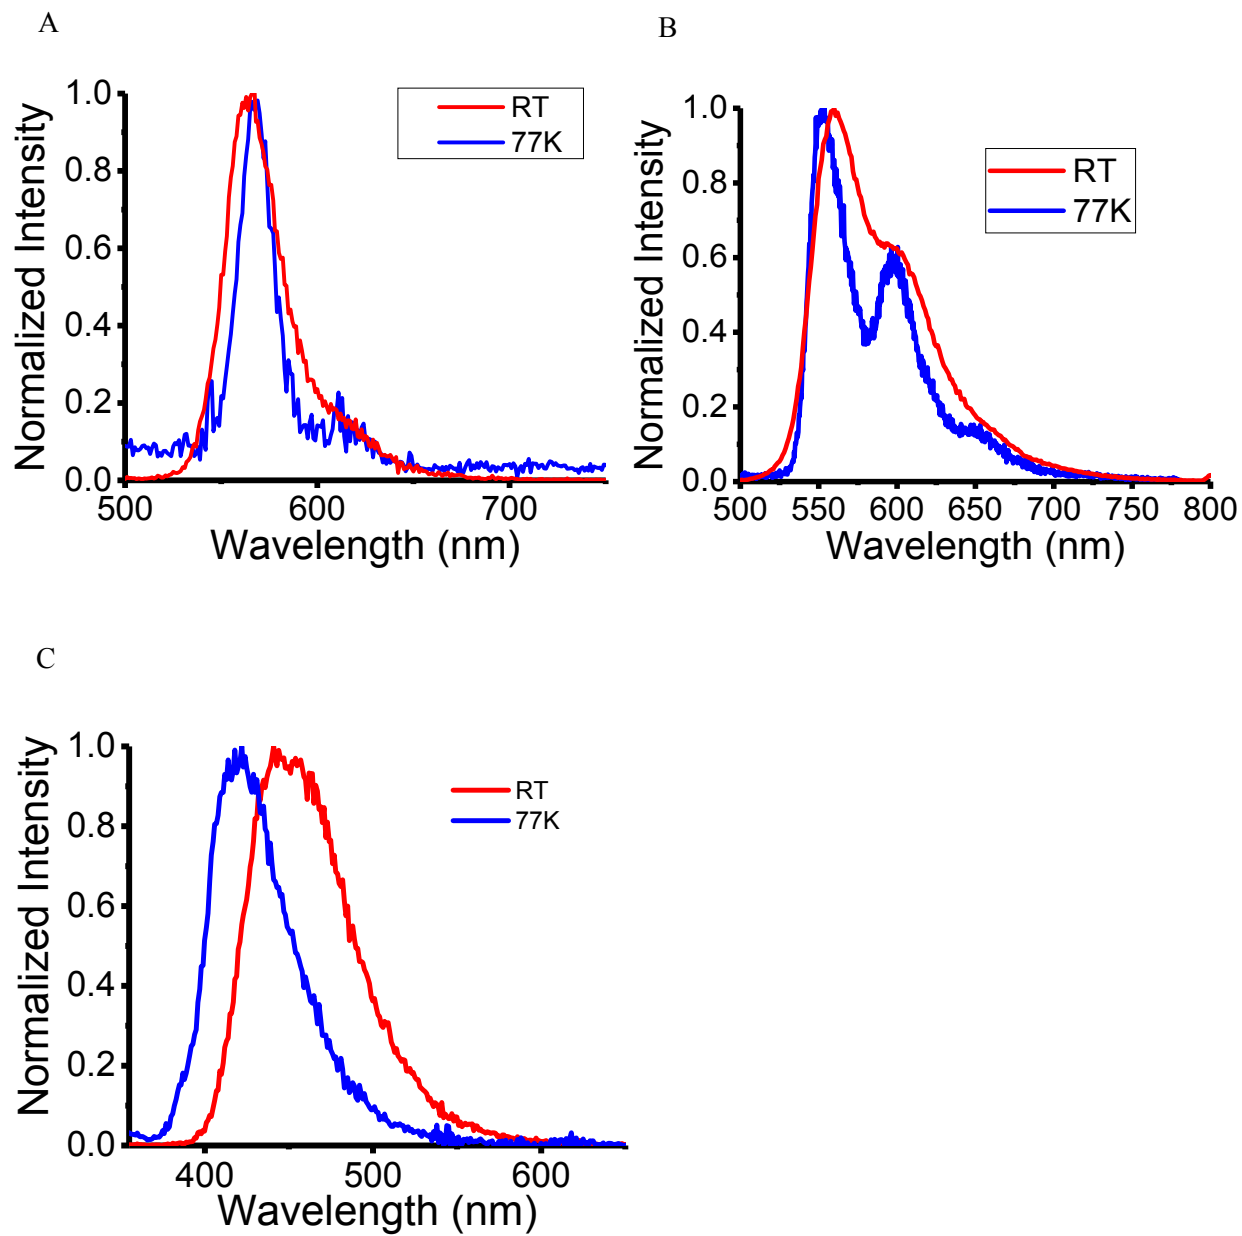 A
Normalized Intensity
1.0
0.8
0.6
0.4
0.2
0.0
500 600 700
Wavelength (nm)
RT
77K
B
Normalized Intensity
1.0
0.8
0.6
0.4
0.2
0.0
500 550 600 650 700 750 800
Wavelength (nm)
RT
77K
C
Normalized Intensity
1.0
0.8
0.6
0.4
0.2
0.0
400 500 600
Wavelength (nm)
RT
77K